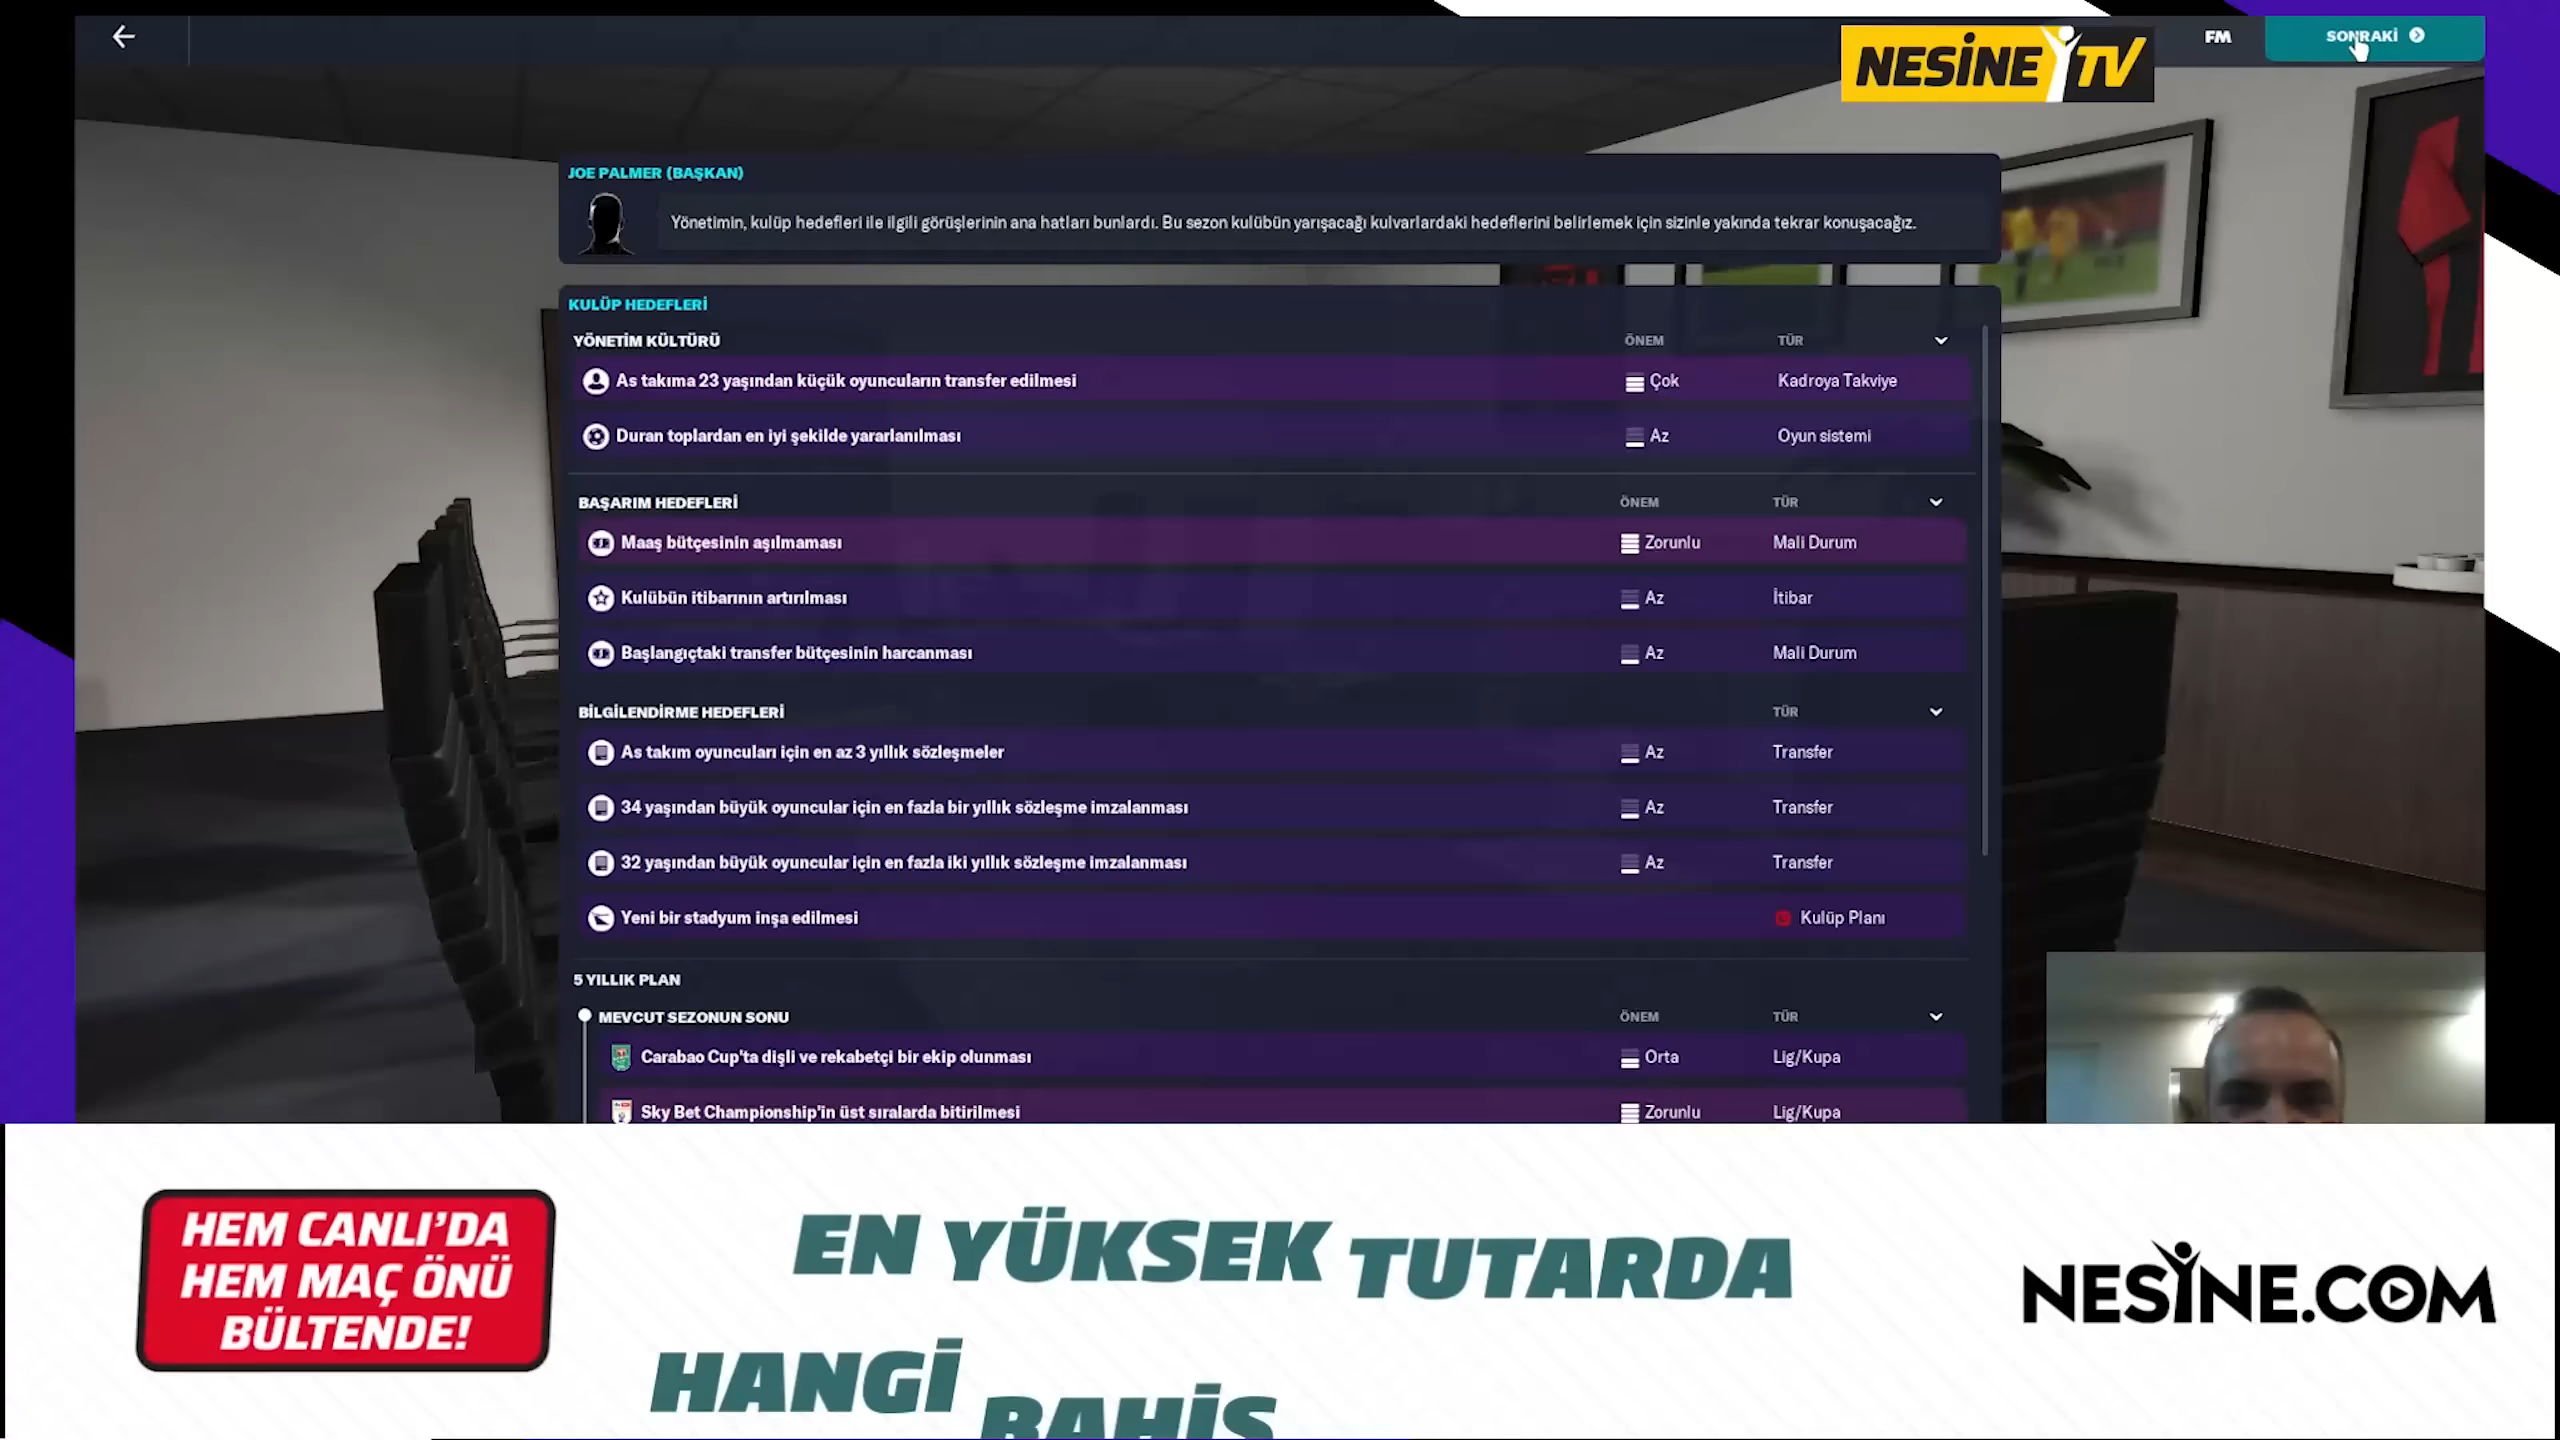 NESİNE TV
FM
SONRAKİ
JOE PALMER (BAŞKAN)
Yönetimin, kulüp hedefleri ile ilgili görüşlerinin ana hatları bunlardı. Bu sezon kulübün yarışacağı kulvarlardaki hedeflerini belirlemek için sizinle yakında tekrar konuşacağız.
KULÜP HEDEFLERİ
YÖNETİM KÜLTÜRÜ ÖNEM TÜR
As takıma 23 yaşından küçük oyuncuların transfer edilmesi Çok Kadroya Takviye
Duran toplardan en iyi şekilde yararlanılması Az Oyun sistemi
BAŞARIM HEDEFLERİ ÖNEM TÜR
Maaş bütçesinin aşılmaması Zorunlu Mali Durum
Kulübün itibarının artırılması Az İtibar
Başlangıçtaki transfer bütçesinin harcanması Az Mali Durum
BİLGİLENDİRME HEDEFLERİ TÜR
As takım oyuncuları için en az 3 yıllık sözleşmeler Az Transfer
34 yaşından büyük oyuncular için en fazla bir yıllık sözleşme imzalanması Az Transfer
32 yaşından büyük oyuncular için en fazla iki yıllık sözleşme imzalanması Az Transfer
Yeni bir stadyum inşa edilmesi Kulüp Planı
5 YILLIK PLAN
MEVCUT SEZONUN SONU ÖNEM TÜR
Carabao Cup'ta dişli ve rekabetçi bir ekip olunması Orta Lig/Kupa
Sky Bet Championship'in üst sıralarda bitirilmesi Zorunlu Lig/Kupa
HEM CANLI'DA
HEM MAÇ ÖNÜ
BÜLTENDE!
EN YÜKSEK TUTARDA
HANGİ BAHİS
NESİNE.COM